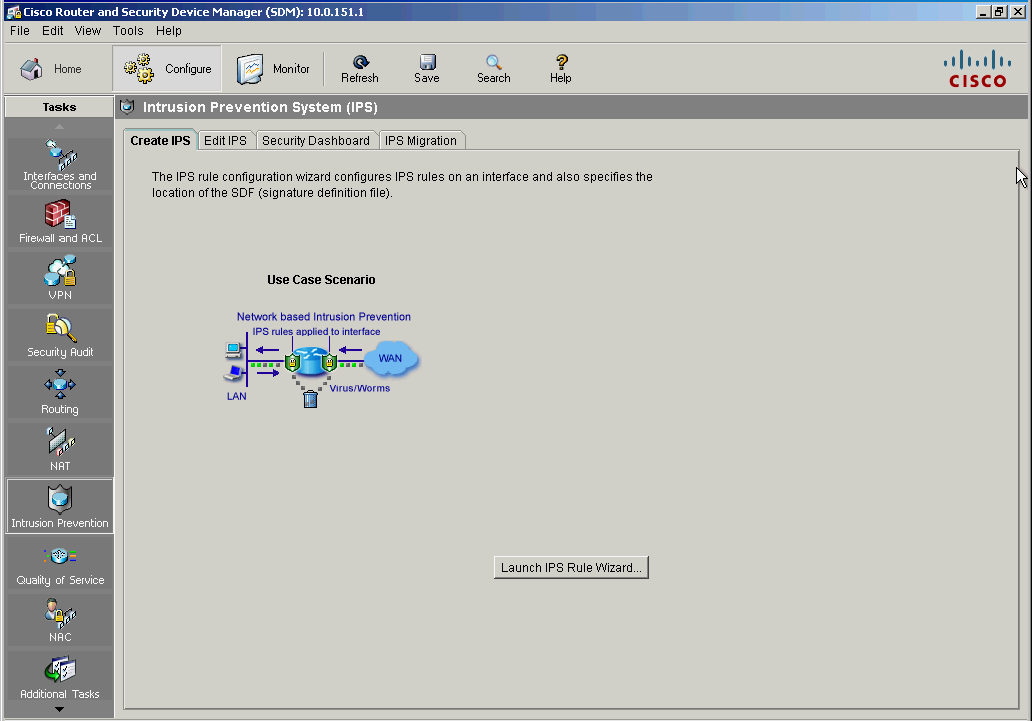 Cisco Router and Security Device Manager (SDM): 10.0.151.1
File Edit View Tools Help
Home Configure Monitor Refresh Save Search Help
CISCO
Tasks
Interfaces and
Connections
Firewall and ACL
VPN
Security Audit
Routing
NAT
Intrusion Prevention
Quality of Service
NAC
Additional Tasks
Intrusion Prevention System (IPS)
Create IPS Edit IPS Security Dashboard IPS Migration
The IPS rule configuration wizard configures IPS rules on an interface and also specifies the
location of the SDF (signature definition file).
Use Case Scenario
Network based Intrusion Prevention
IPS rules applied to interface
WAN
Virus/Worms
LAN
Launch IPS Rule Wizard...